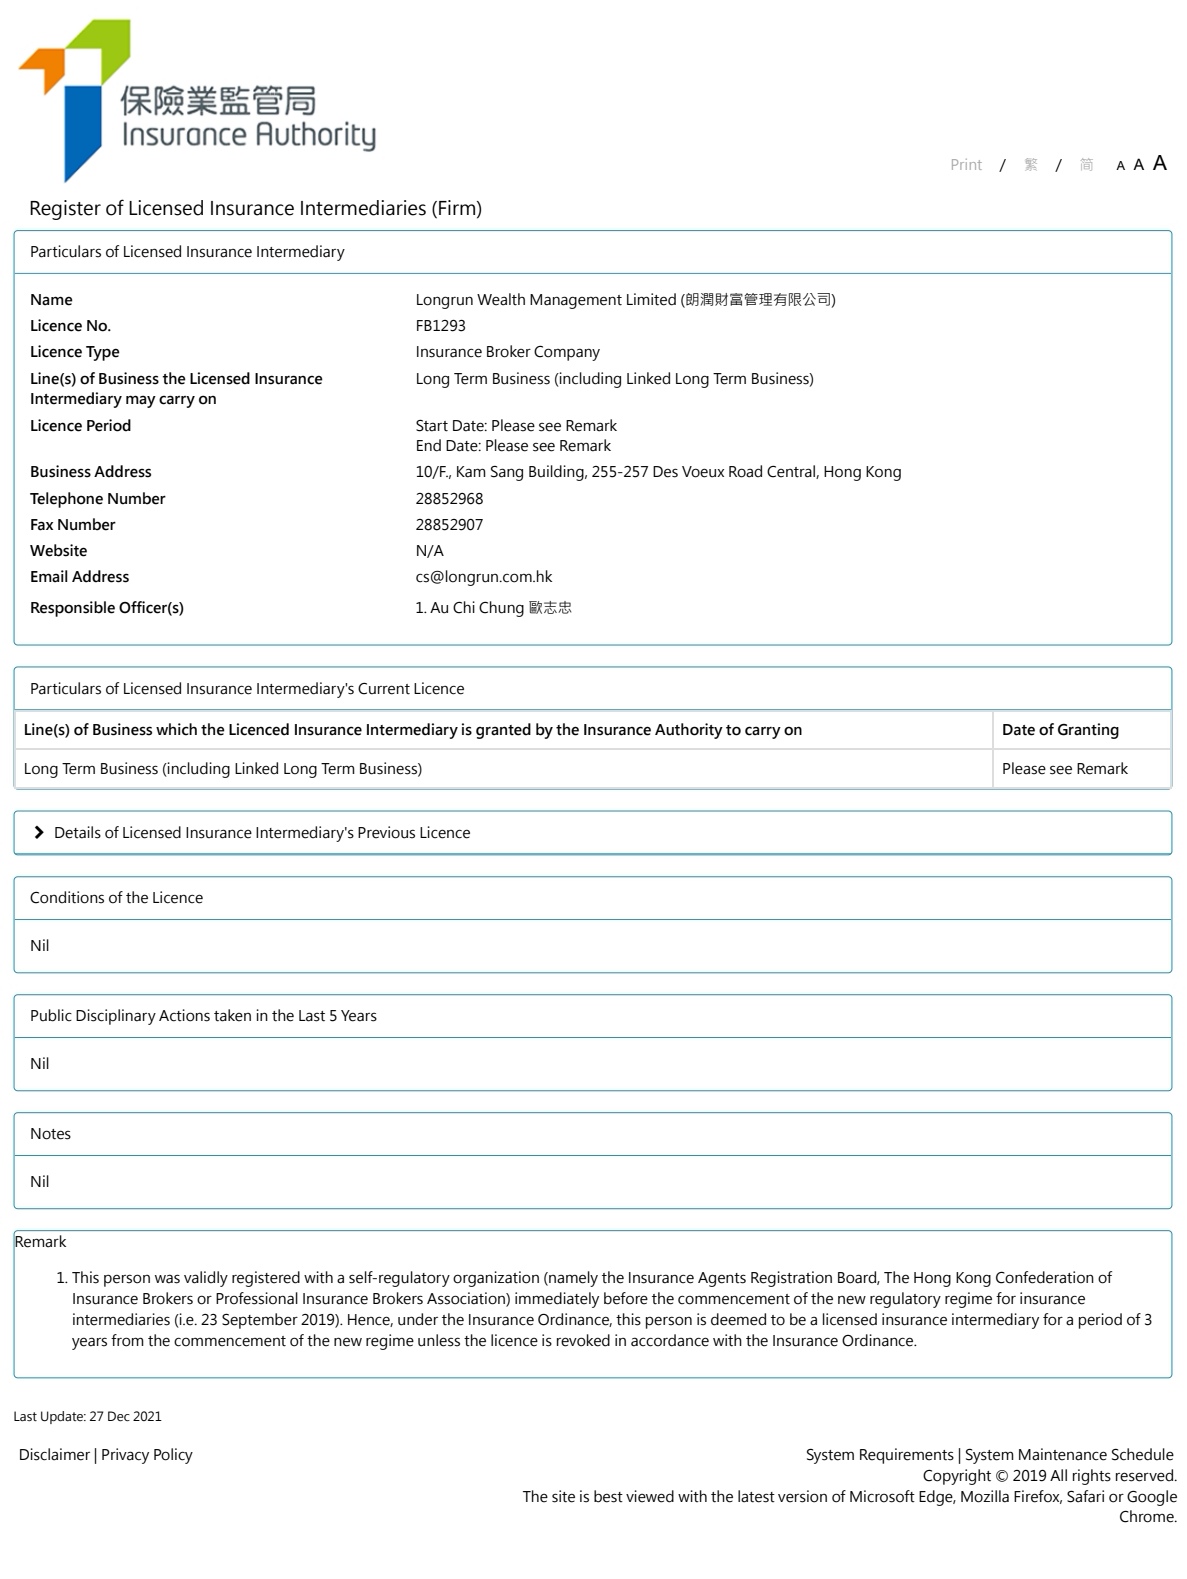 保險業監管局
Insurance Authority
Print / 繁 / 简 A A A
Register of Licensed Insurance Intermediaries (Firm)
Particulars of Licensed Insurance Intermediary
Name Longrun Wealth Management Limited (朗潤財富管理有限公司)
Licence No. FB1293
Licence Type Insurance Broker Company
Line(s) of Business the Licensed Insurance Long Term Business (including Linked Long Term Business)
Intermediary may carry on
Licence Period Start Date: Please see Remark
End Date: Please see Remark
Business Address 10/F., Kam Sang Building, 255-257 Des Voeux Road Central, Hong Kong
Telephone Number 28852968
Fax Number 28852907
Website N/A
Email Address cs@longrun.com.hk
Responsible Officer(s) 1. Au Chi Chung 歐志忠
Particulars of Licensed Insurance Intermediary's Current Licence
Line(s) of Business which the Licenced Insurance Intermediary is granted by the Insurance Authority to carry on Date of Granting
Long Term Business (including Linked Long Term Business) Please see Remark
Details of Licensed Insurance Intermediary's Previous Licence
Conditions of the Licence
Nil
Public Disciplinary Actions taken in the Last 5 Years
Nil
Notes
Nil
Remark
1. This person was validly registered with a self-regulatory organization (namely the Insurance Agents Registration Board, The Hong Kong Confederation of
Insurance Brokers or Professional Insurance Brokers Association) immediately before the commencement of the new regulatory regime for insurance
intermediaries (i.e. 23 September 2019). Hence, under the Insurance Ordinance, this person is deemed to be a licensed insurance intermediary for a period of 3
years from the commencement of the new regime unless the licence is revoked in accordance with the Insurance Ordinance.
Last Update: 27 Dec 2021
Disclaimer | Privacy Policy System Requirements | System Maintenance Schedule
Copyright © 2019 All rights reserved.
The site is best viewed with the latest version of Microsoft Edge, Mozilla Firefox, Safari or Google
Chrome.